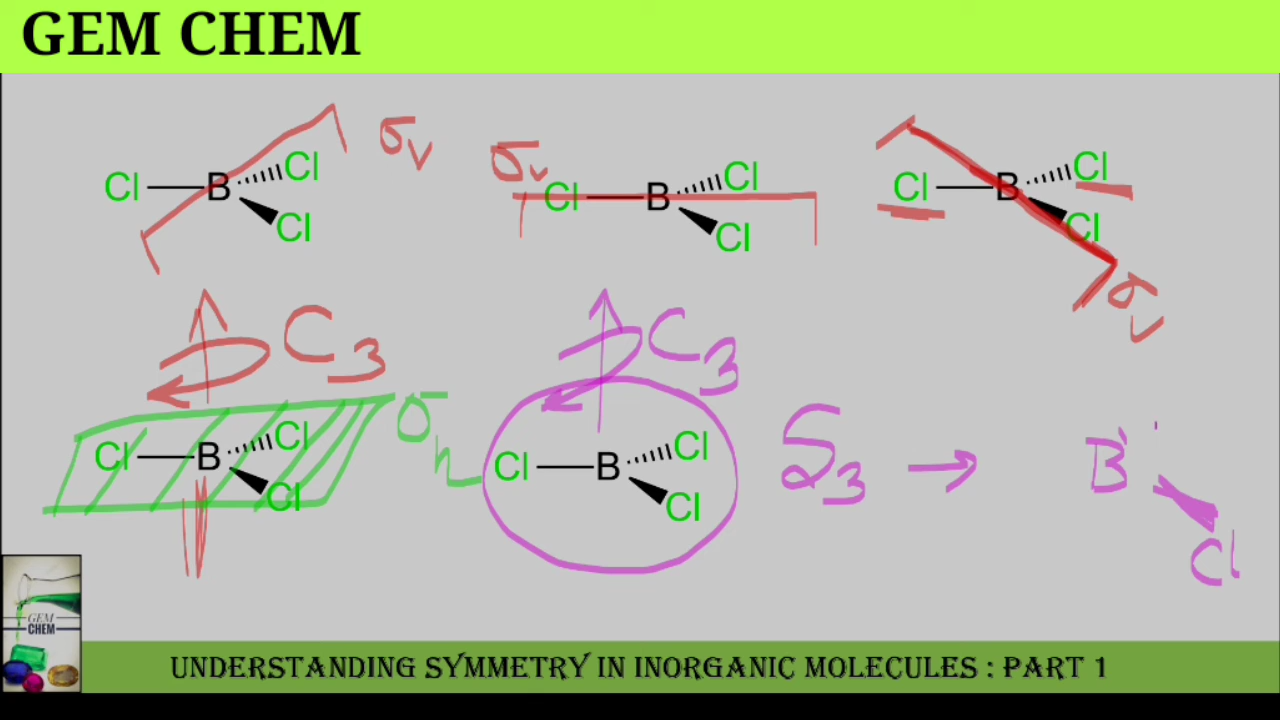 GEM CHEM
Cl B Cl Cl σv
σv Cl B Cl Cl
Cl B Cl Cl σv
C3
Cl B Cl Cl σh
C3
Cl B Cl Cl
S3 → B Cl
GEM
CHEM
UNDERSTANDING SYMMETRY IN INORGANIC MOLECULES : PART 1